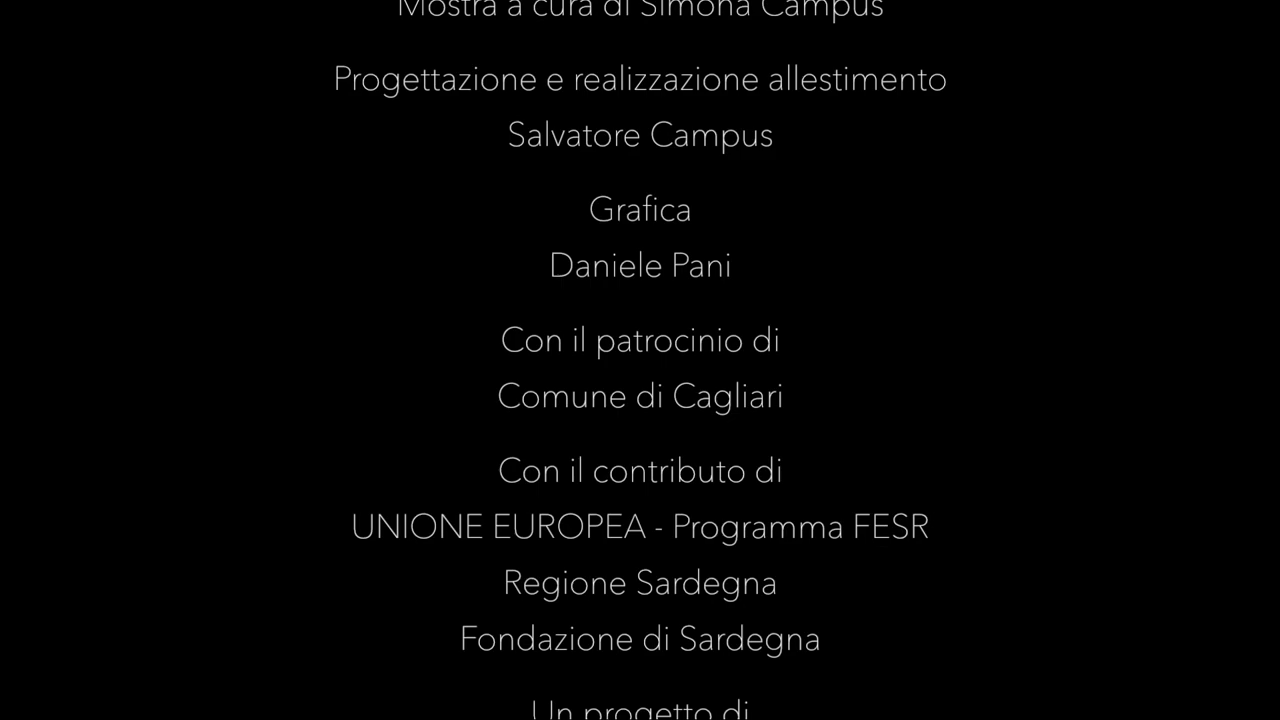 Mostra a cura di Simona Campus
Progettazione e realizzazione allestimento
Salvatore Campus
Grafica
Daniele Pani
Con il patrocinio di
Comune di Cagliari
Con il contributo di
UNIONE EUROPEA - Programma FESR
Regione Sardegna
Fondazione di Sardegna
Un progetto di